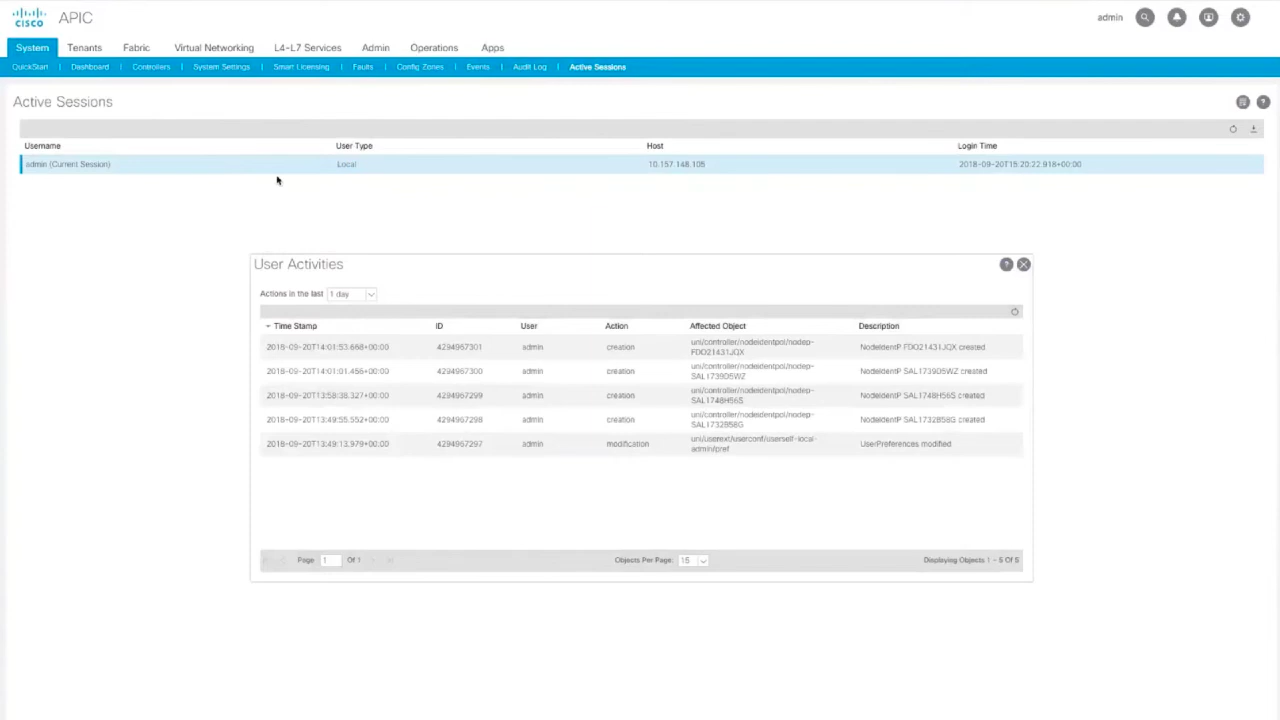 CISCO APIC admin
System Tenants Fabric Virtual Networking L4-L7 Services Admin Operations Apps
QuickStart | Dashboard | Controllers | System Settings | Smart Licensing | Faults | Config Zones | Events | Audit Log | Active Sessions
Active Sessions
Username User Type Host Login Time
admin (Current Session) Local 10.157.148.105 2018-09-20T15:20:22.918+00:00
User Activities
Actions in the last 1 day
Time Stamp ID User Action Affected Object Description
2018-09-20T14:01:53.668+00:00 4294967301 admin creation uni/controller/nodeidentpol/nodep- NodeIdentP FDO21431JQX created
FDO21431JQX
2018-09-20T14:01:01.456+00:00 4294967300 admin creation uni/controller/nodeidentpol/nodep- NodeIdentP SAL1739D5WZ created
SAL1739D5WZ
2018-09-20T13:58:38.327+00:00 4294967299 admin creation uni/controller/nodeidentpol/nodep- NodeIdentP SAL1748H56S created
SAL1748H56S
2018-09-20T13:49:55.552+00:00 4294967298 admin creation uni/controller/nodeidentpol/nodep- NodeIdentP SAL1732B58G created
SAL1732B58G
2018-09-20T13:49:13.979+00:00 4294967297 admin modification uni/userext/userconf/userself-local- UserPreferences modified
admin/pref
Page 1 Of 1 Objects Per Page: 15 Displaying Objects 1 - 5 Of 5